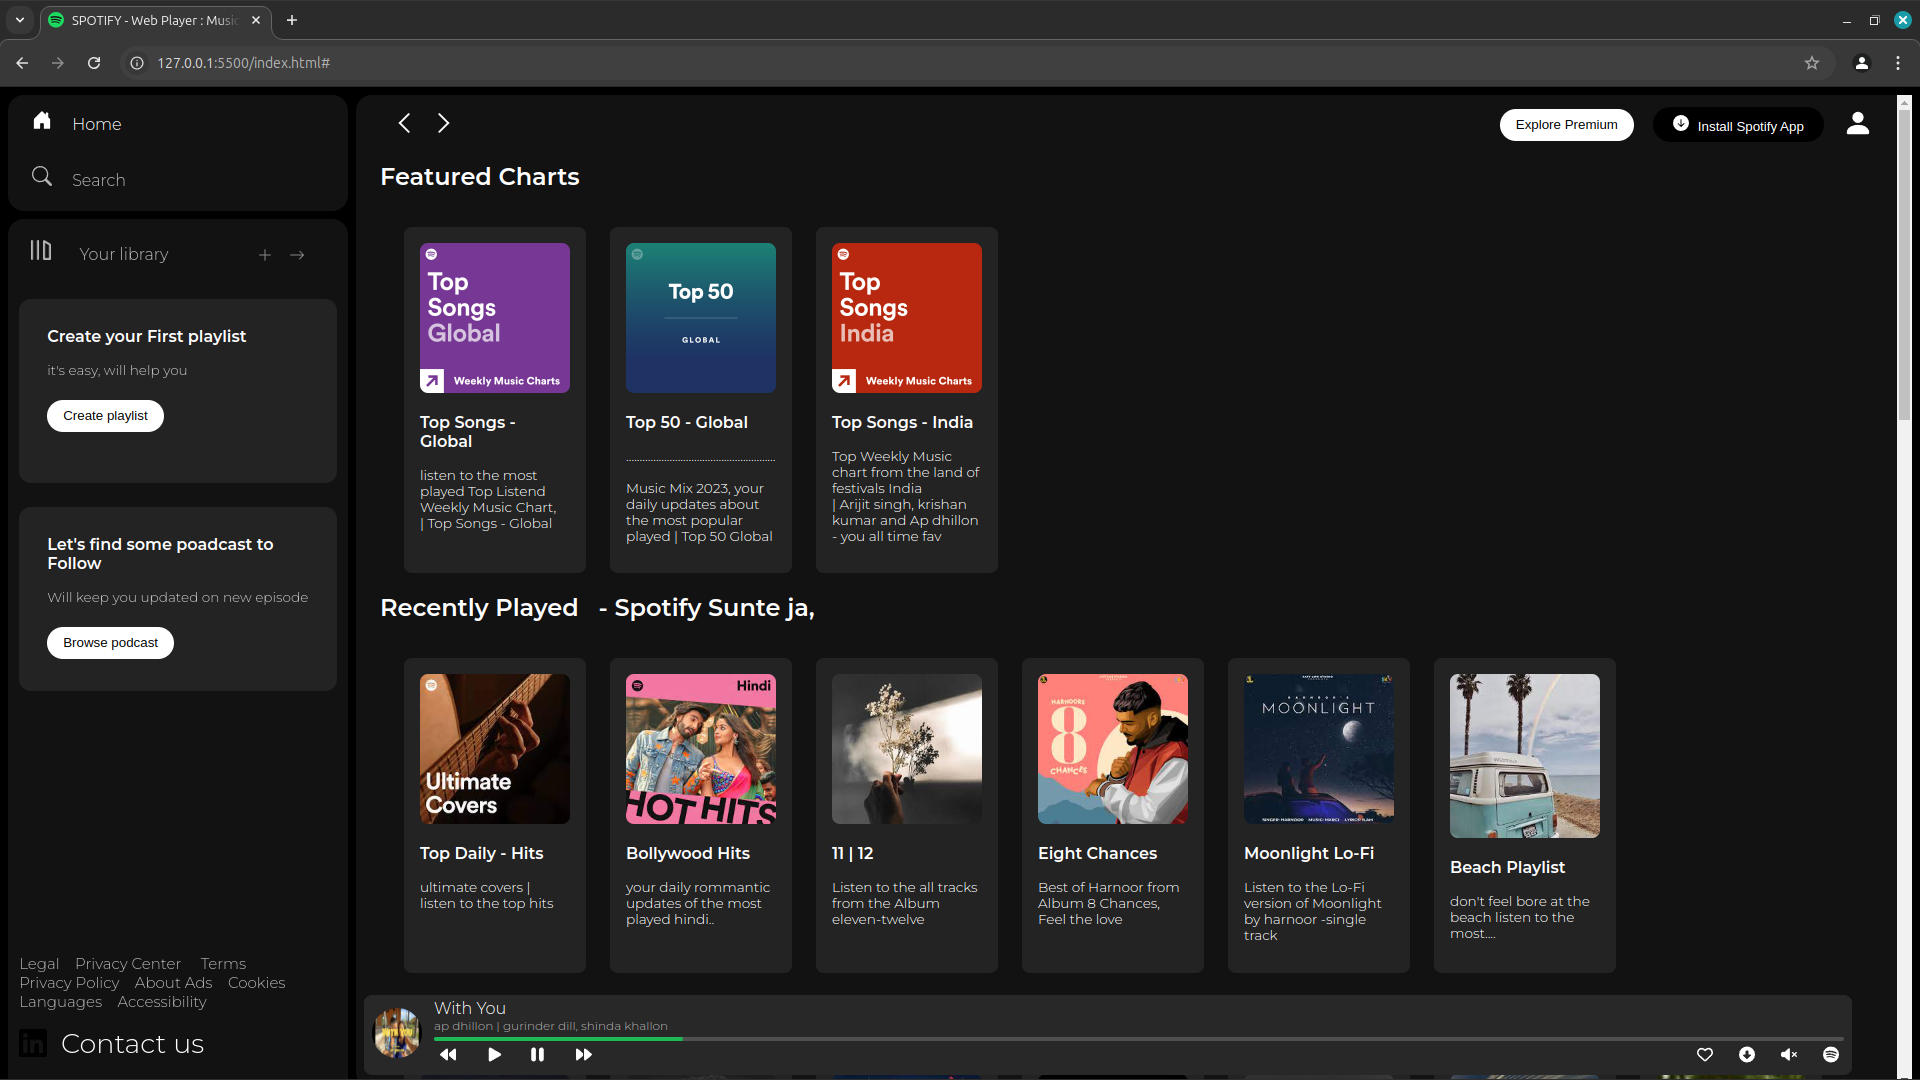 SPOTIFY - Web Player : Music
127.0.0.1:5500/index.html#
Home
Search
Your library
Create your First playlist
it's easy, will help you
Create playlist
Let's find some poadcast to
Follow
Will keep you updated on new episode
Browse podcast
Legal Privacy Center Terms
Privacy Policy About Ads Cookies
Languages Accessibility
in Contact us
Explore Premium
Install Spotify App
Featured Charts
Top
Songs
Global
Weekly Music Charts
Top Songs -
Global
listen to the most
played Top Listend
Weekly Music Chart,
| Top Songs - Global
Top 50
GLOBAL
Top 50 - Global
Music Mix 2023, your
daily updates about
the most popular
played | Top 50 Global
Top
Songs
India
Weekly Music Charts
Top Songs - India
Top Weekly Music
chart from the land of
festivals India
| Arijit singh, krishan
kumar and Ap dhillon
- you all time fav
Recently Played - Spotify Sunte ja,
Ultimate
Covers
Top Daily - Hits
ultimate covers |
listen to the top hits
Hindi
HOT HITS
Bollywood Hits
your daily rommantic
updates of the most
played hindi..
11 | 12
Listen to the all tracks
from the Album
eleven-twelve
HARNOORS
8
CHANCES
Eight Chances
Best of Harnoor from
Album 8 Chances,
Feel the love
HARNOOR'S
MOONLIGHT
Moonlight Lo-Fi
Listen to the Lo-Fi
version of Moonlight
by harnoor -single
track
Beach Playlist
don't feel bore at the
beach listen to the
most....
WITH YOU
With You
ap dhillon | gurinder dill, shinda khallon